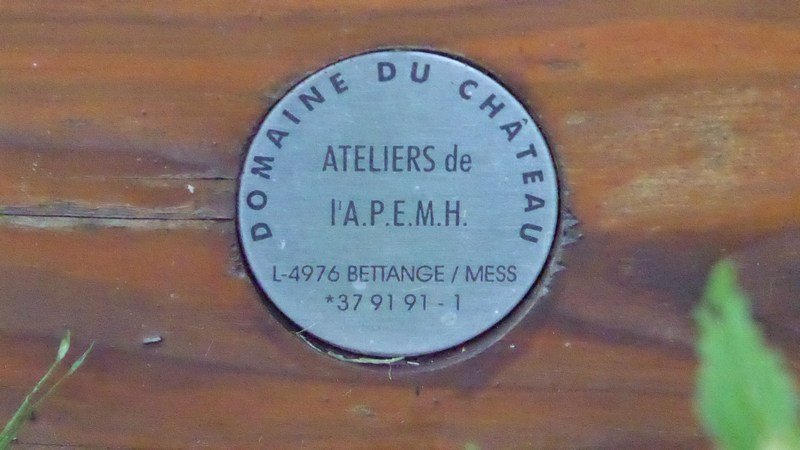 DOMAINE DU CHÂTEAU
ATELIERS de
l'A.P.E.M.H.
L-4976 BETTANGE / MESS
*37 91 91 - 1